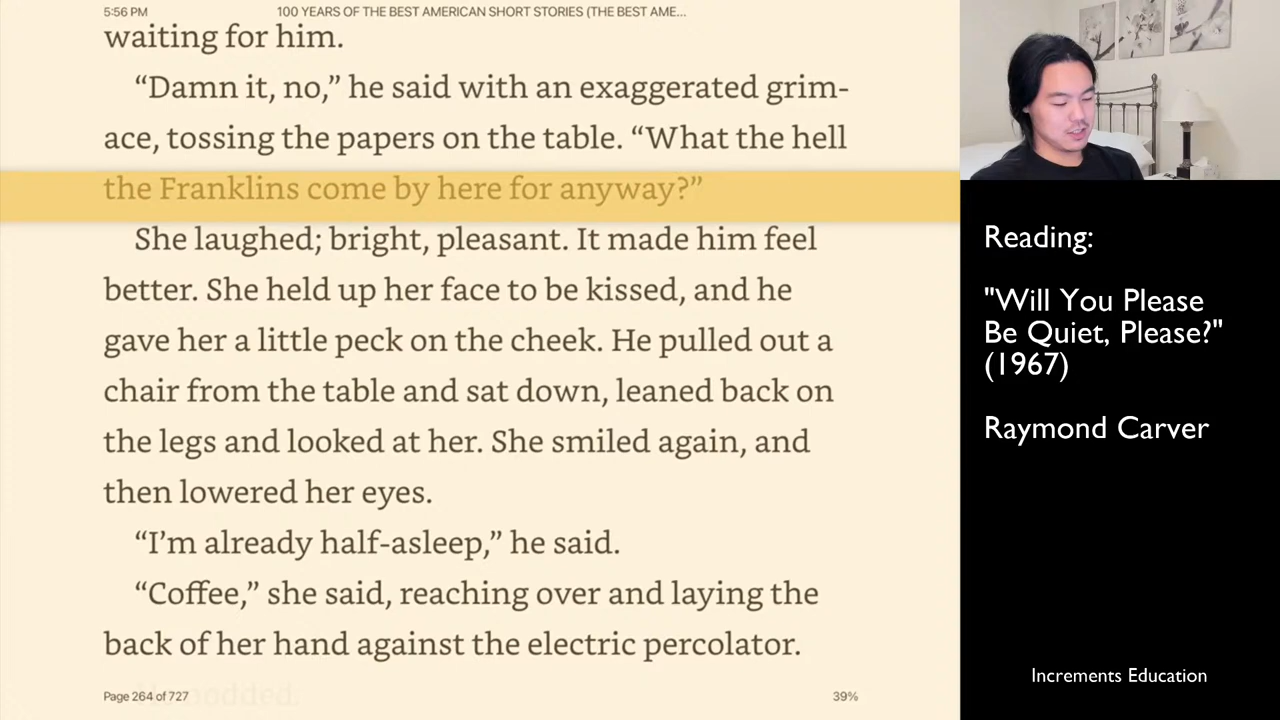 5:56 PM
100 YEARS OF THE BEST AMERICAN SHORT STORIES (THE BEST AME...
waiting for him.
“Damn it, no,” he said with an exaggerated grim-
ace, tossing the papers on the table. “What the hell
the Franklins come by here for anyway?”
She laughed; bright, pleasant. It made him feel
better. She held up her face to be kissed, and he
gave her a little peck on the cheek. He pulled out a
chair from the table and sat down, leaned back on
the legs and looked at her. She smiled again, and
then lowered her eyes.
“I’m already half-asleep,” he said.
“Coffee,” she said, reaching over and laying the
back of her hand against the electric percolator.
nodded.
Page 264 of 727
39%
Reading:
"Will You Please
Be Quiet, Please?"
(1967)
Raymond Carver
Increments Education